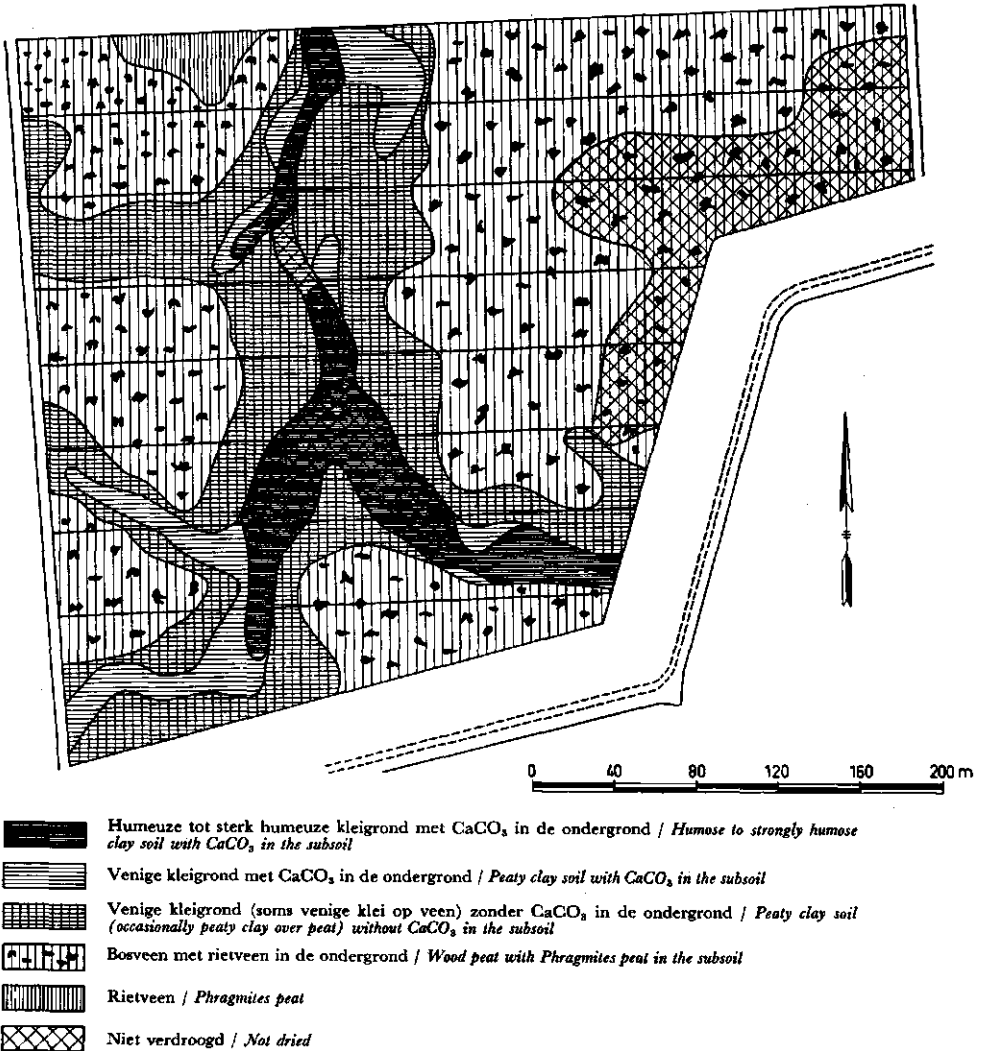 0 40 80 120 160 200 m
Humeuze tot sterk humeuze kleigrond met CaCO₃ in de ondergrond / Humose to strongly humose
clay soil with CaCO₃ in the subsoil
Venige kleigrond met CaCO₃ in de ondergrond / Peaty clay soil with CaCO₃ in the subsoil
Venige kleigrond (soms venige klei op veen) zonder CaCO₃ in de ondergrond / Peaty clay soil
(occasionally peaty clay over peat) without CaCO₃ in the subsoil
Bosveen met rietveen in de ondergrond / Wood peat with Phragmites peat in the subsoil
Rietveen / Phragmites peat
Niet verdroogd / Not dried